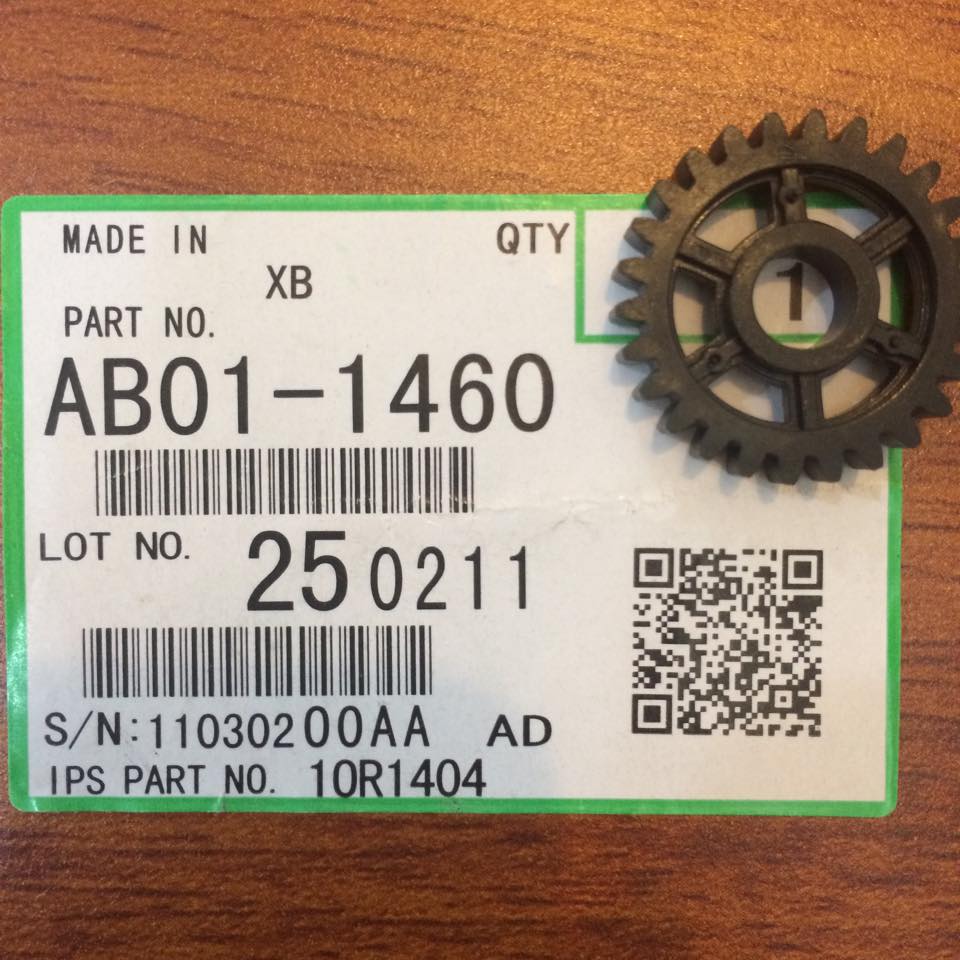 MADE IN QTY
XB 1
PART NO.
AB01-1460
LOT NO. 250211
S/N:11030200AA AD
IPS PART NO. 10R1404